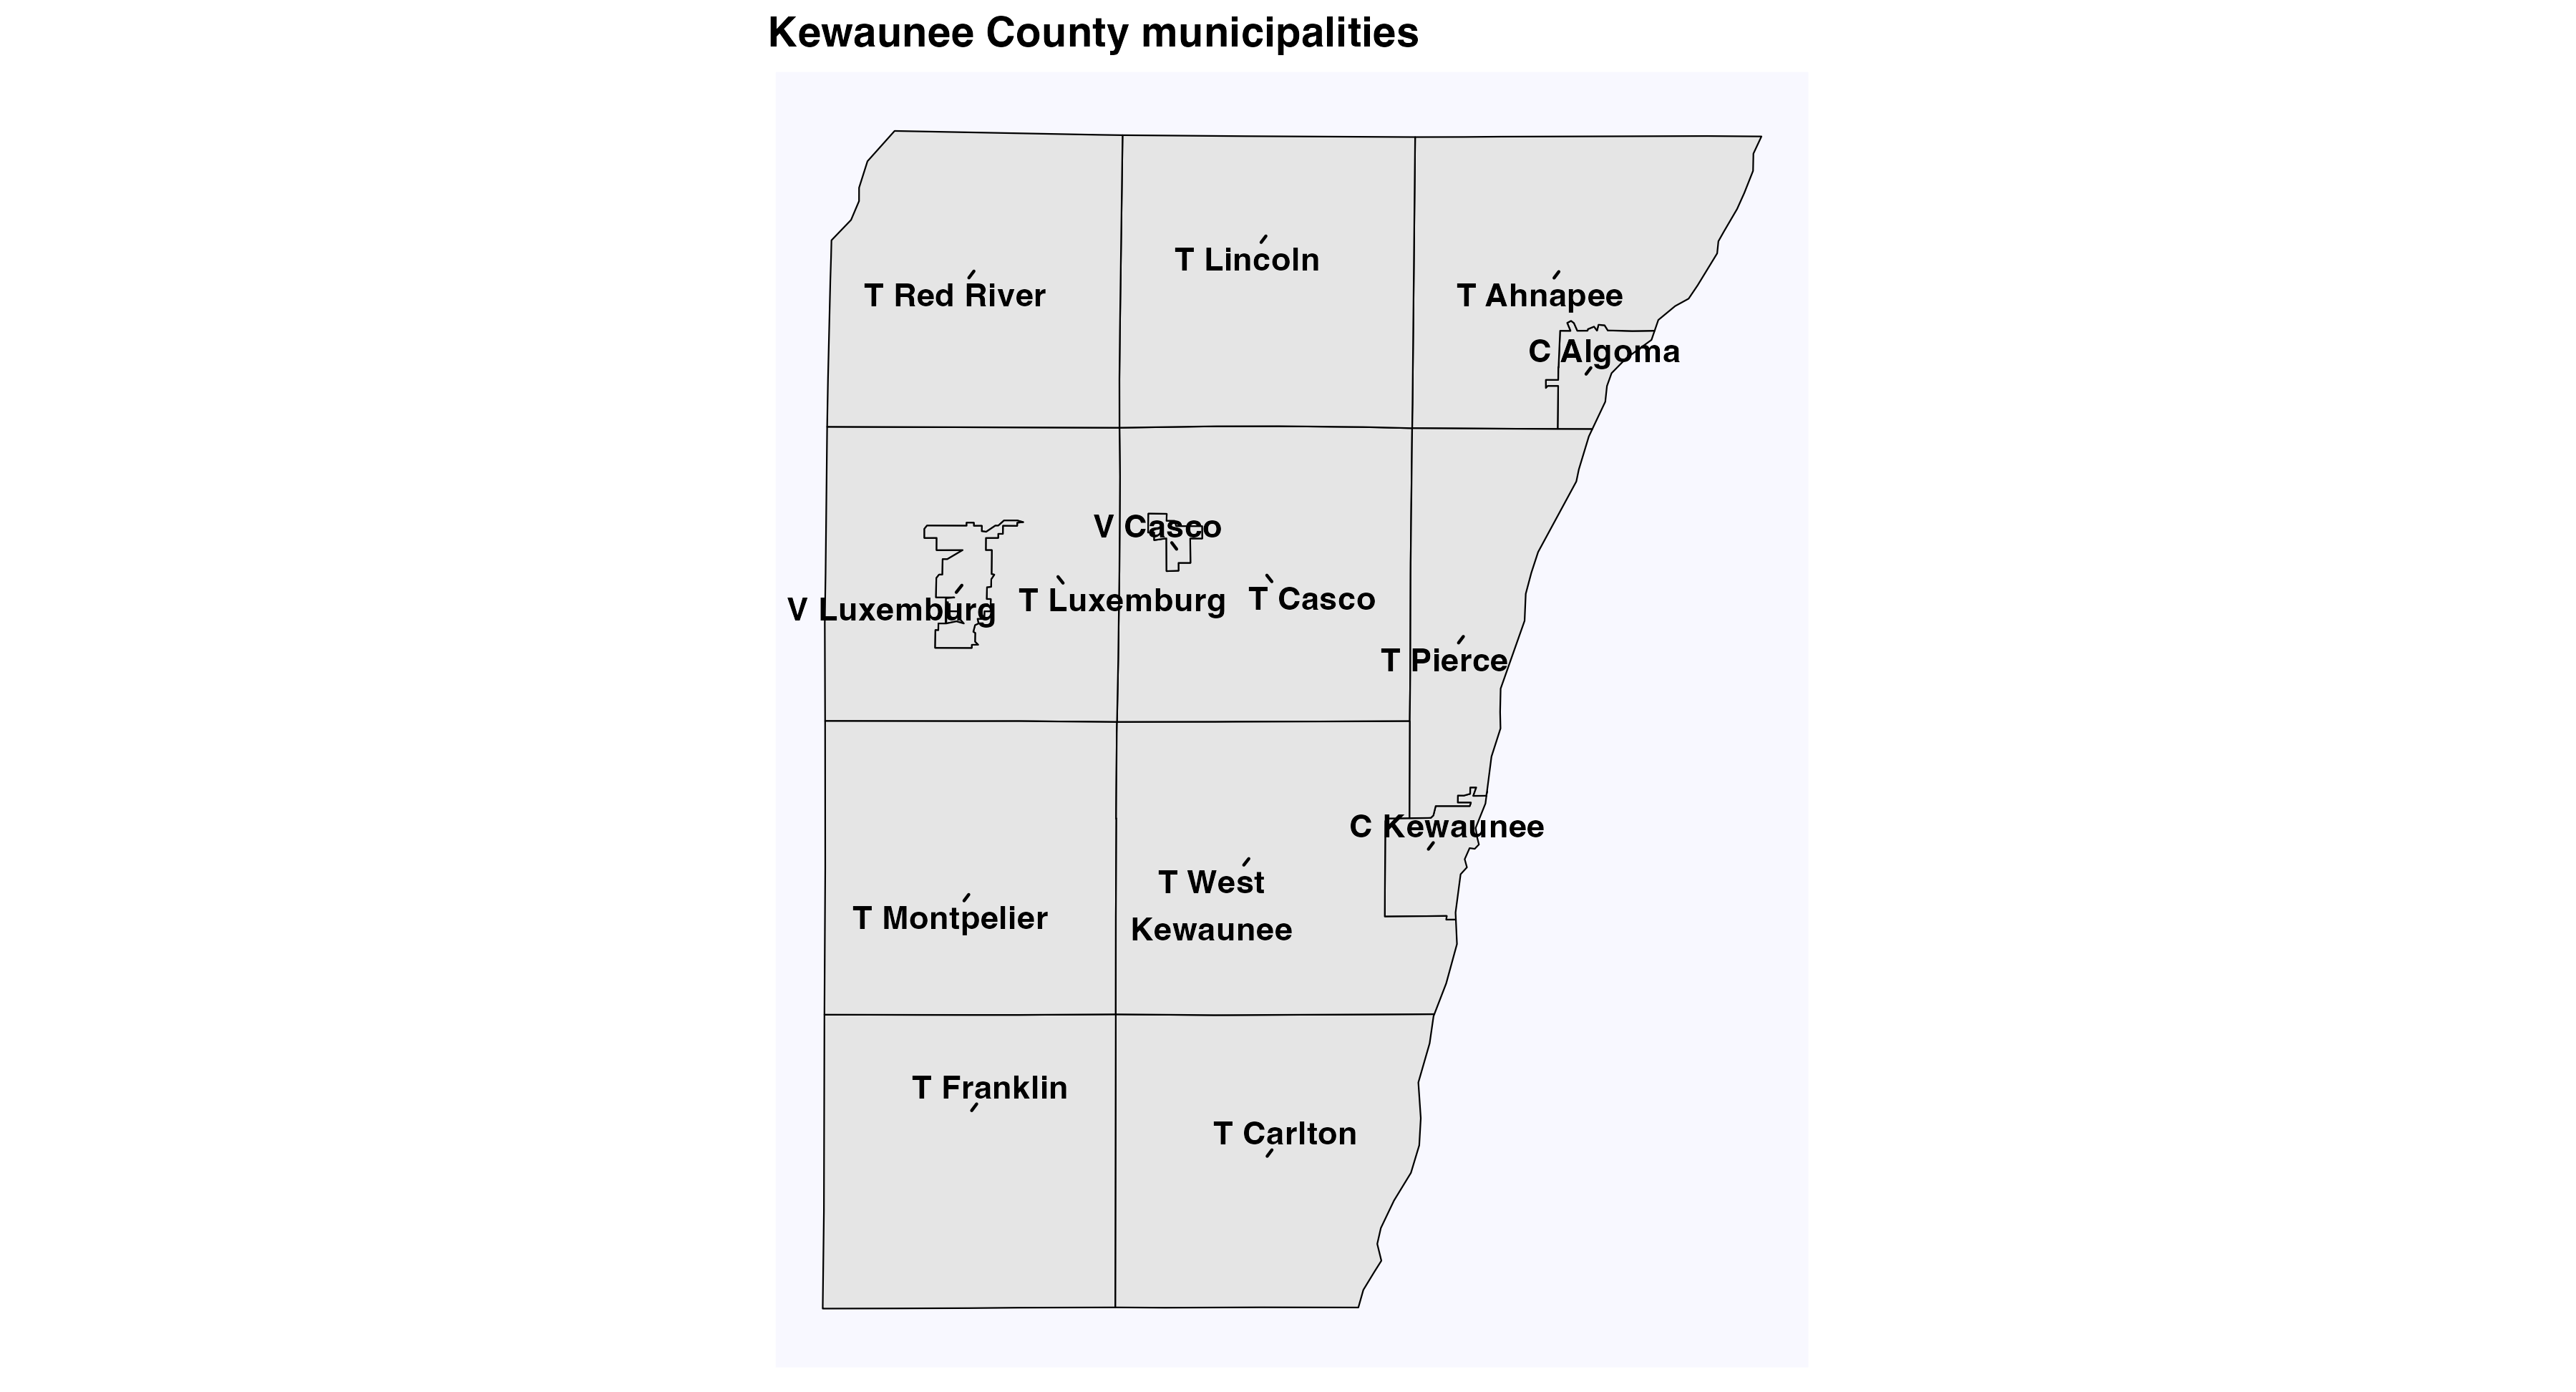 Kewaunee County municipalities
T Lincoln
T Red River
T Ahnapee
C Algoma
V Casco
V Luxemburg
T Luxemburg
T Casco
T Pierce
C Kewaunee
T West
Kewaunee
T Montpelier
T Franklin
T Carlton